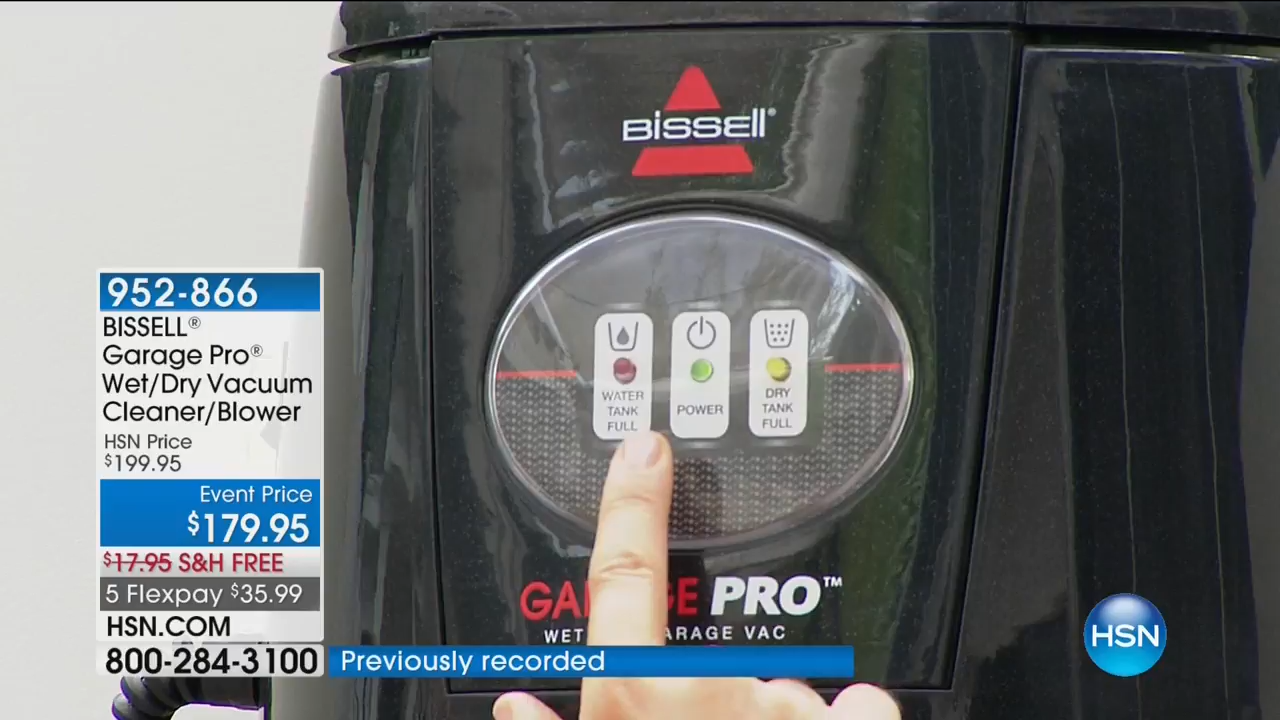 BISSELL®
WATER
TANK
FULL
POWER
DRY
TANK
FULL
PRO™
WET
VAC
952-866
BISSELL®
Garage Pro®
Wet/Dry Vacuum
Cleaner/Blower
HSN Price
$199.95
Event Price
$179.95
$17.95 S&H FREE
5 Flexpay $35.99
HSN.COM
800-284-3100
Previously recorded
HSN